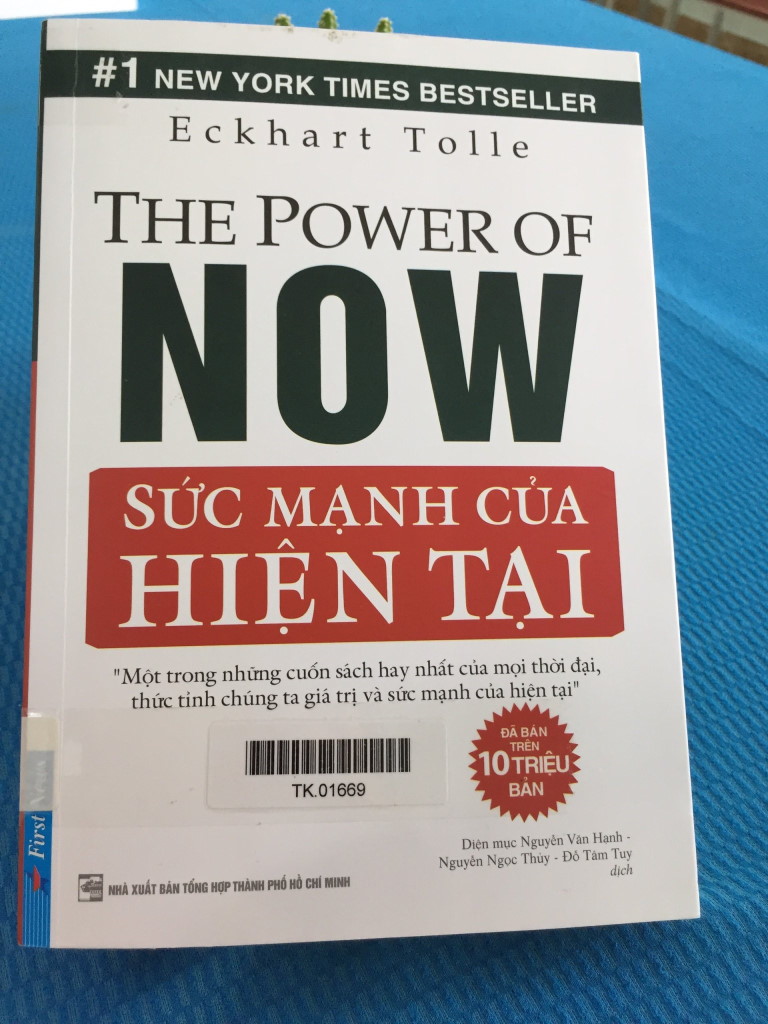 #1 NEW YORK TIMES BESTSELLER
Eckhart Tolle
THE POWER OF
NOW
SỨC MẠNH CỦA
HIỆN TẠI
"Một trong những cuốn sách hay nhất của mọi thời đại,
thức tỉnh chúng ta giá trị và sức mạnh của hiện tại"
ĐÃ BÁN
TRÊN
10 TRIỆU
BẢN
TK.01669
Diện mục Nguyễn Văn Hạnh -
Nguyễn Ngọc Thủy - Đỗ Tâm Tuy
dịch
First News
NHÀ XUẤT BẢN TỔNG HỢP THÀNH PHỐ HỒ CHÍ MINH